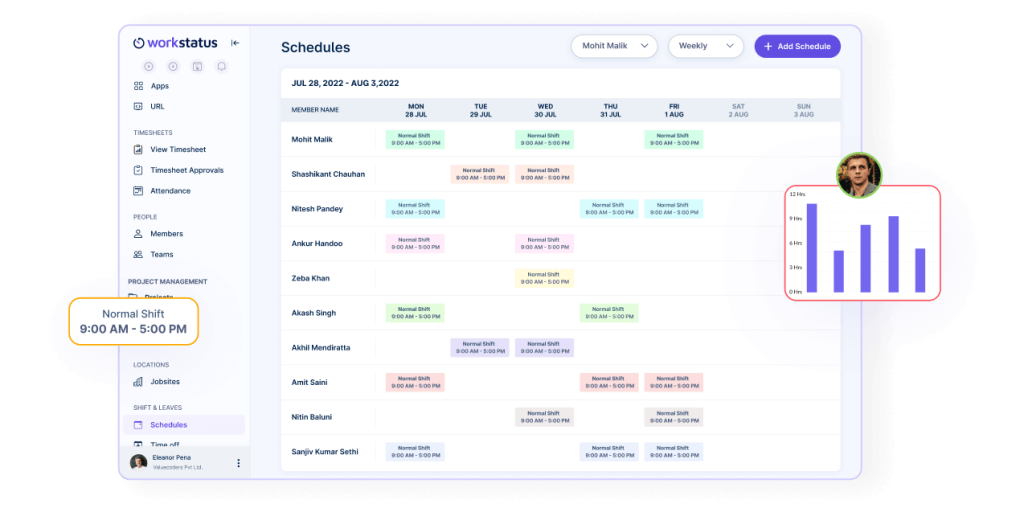 workstatus
Apps
URL
TIMESHEETS
View Timesheet
Timesheet Approvals
Attendance
PEOPLE
Members
Teams
PROJECT MANAGEMENT
Projects
Normal Shift
9:00 AM - 5:00 PM
LOCATIONS
Jobsites
SHIFT & LEAVES
Schedules
Time off
Eleanor Pena
Valuecoders Pvt Ltd.
Schedules
Mohit Malik
Weekly
+ Add Schedule
JUL 28, 2022 - AUG 3,2022
MEMBER NAME MON TUE WED THU FRI SAT SUN
28 JUL 29 JUL 30 JUL 31 JUL 1 AUG 2 AUG 3 AUG
Mohit Malik
Normal Shift Normal Shift Normal Shift
9:00 AM - 5:00 PM 9:00 AM - 5:00 PM 9:00 AM - 5:00 PM
Shashikant Chauhan
Normal Shift Normal Shift
9:00 AM - 5:00 PM 9:00 AM - 5:00 PM
Nitesh Pandey
Normal Shift Normal Shift Normal Shift
9:00 AM - 5:00 PM 9:00 AM - 5:00 PM 9:00 AM - 5:00 PM
Ankur Handoo
Normal Shift Normal Shift
9:00 AM - 5:00 PM 9:00 AM - 5:00 PM
Zeba Khan
Normal Shift
9:00 AM - 5:00 PM
Akash Singh
Normal Shift Normal Shift
9:00 AM - 5:00 PM 9:00 AM - 5:00 PM
Akhil Mendiratta
Normal Shift Normal Shift
9:00 AM - 5:00 PM 9:00 AM - 5:00 PM
Amit Saini
Normal Shift Normal Shift Normal Shift
9:00 AM - 5:00 PM 9:00 AM - 5:00 PM 9:00 AM - 5:00 PM
Nitin Baluni
Normal Shift Normal Shift
9:00 AM - 5:00 PM 9:00 AM - 5:00 PM
Sanjiv Kumar Sethi
Normal Shift Normal Shift Normal Shift
9:00 AM - 5:00 PM 9:00 AM - 5:00 PM 9:00 AM - 5:00 PM
12 Hrs
9 Hrs
6 Hrs
3 Hrs
0 Hrs